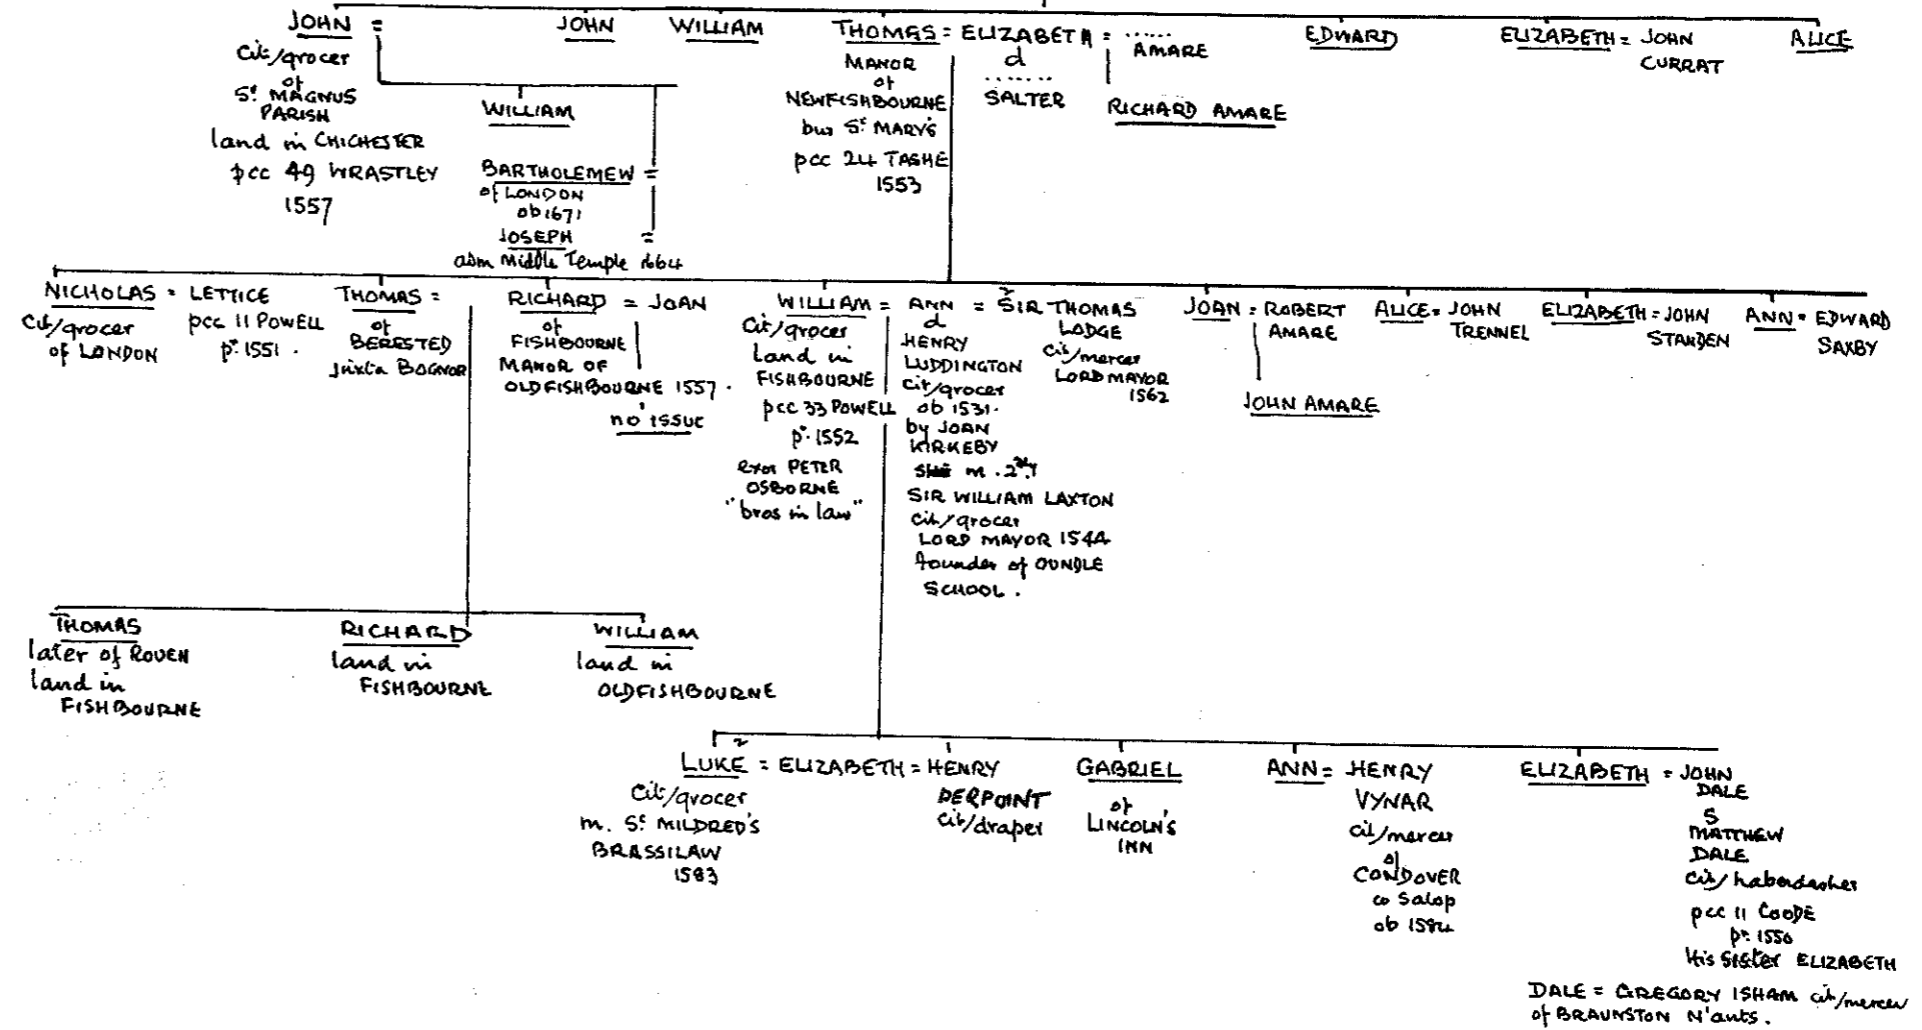 JOHN =
cit/grocer
of
St MAGNUS
PARISH
land in CHICHESTER
pcc 49 WRASTLEY
1557
JOHN
WILLIAM
THOMAS = ELIZABETH = ......
MANOR
of
NEWFISHBOURNE
bur St MARY'S
pcc 24 TASHE
1553
d
.......
SALTER
AMARE
RICHARD AMARE
EDWARD
ELIZABETH = JOHN
CURRAT
ALICE
WILLIAM
BARTHOLEMEW =
of LONDON
ob 1671
JOSEPH =
adm Middle Temple 1664
NICHOLAS = LETTICE
cit/grocer
of LONDON
pcc 11 POWELL
pr 1551.
THOMAS =
of
BERESTED
juxta BOGNOR
RICHARD = JOAN
of
FISHBOURNE
MANOR OF
OLDFISHBOURNE 1557.
no issue
WILLIAM = ANN = 2 SIR THOMAS
cit/grocer
land in
FISHBOURNE
pcc 33 POWELL
pr. 1552
exor PETER
OSBORNE
"bros in law"
d
HENRY
LUDDINGTON
cit/grocer
ob 1531.
by JOAN
KIRKEBY
m. 2dly
SIR WILLIAM LAXTON
cit/grocer
LORD MAYOR 1544
founder of OUNDLE
SCHOOL.
LODGE
cit/mercer
LORD MAYOR
1562
JOAN = ROBERT
AMARE
JOHN AMARE
ALICE = JOHN
TRENNEL
ELIZABETH = JOHN
STANDEN
ANN = EDWARD
SAXBY
THOMAS
later of ROUEN
land in
FISHBOURNE
RICHARD
land in
FISHBOURNE
WILLIAM
land in
OLDFISHBOURNE
LUKE 2 = ELIZABETH = HENRY
cit/grocer
m. St MILDRED'S
BRASSILAW
1583
PERPOINT
cit/draper
GABRIEL
of
LINCOLN'S
INN
ANN = HENRY
VYNAR
cit/mercer
of
CONDOVER
co Salop
ob 1584
ELIZABETH = JOHN
DALE
S
MATTHEW
DALE
cit/haberdasher
pcc 11 COODE
pr. 1550
His sister ELIZABETH
DALE = GREGORY ISHAM cit/mercer
of BRAUNSTON N'ants.